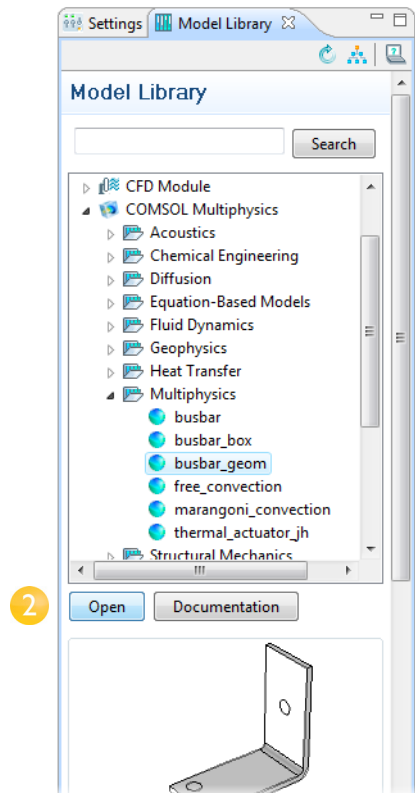 Settings Model Library
Model Library
Search
CFD Module
COMSOL Multiphysics
Acoustics
Chemical Engineering
Diffusion
Equation-Based Models
Fluid Dynamics
Geophysics
Heat Transfer
Multiphysics
busbar
busbar_box
busbar_geom
free_convection
marangoni_convection
thermal_actuator_jh
Structural Mechanics
2 Open Documentation